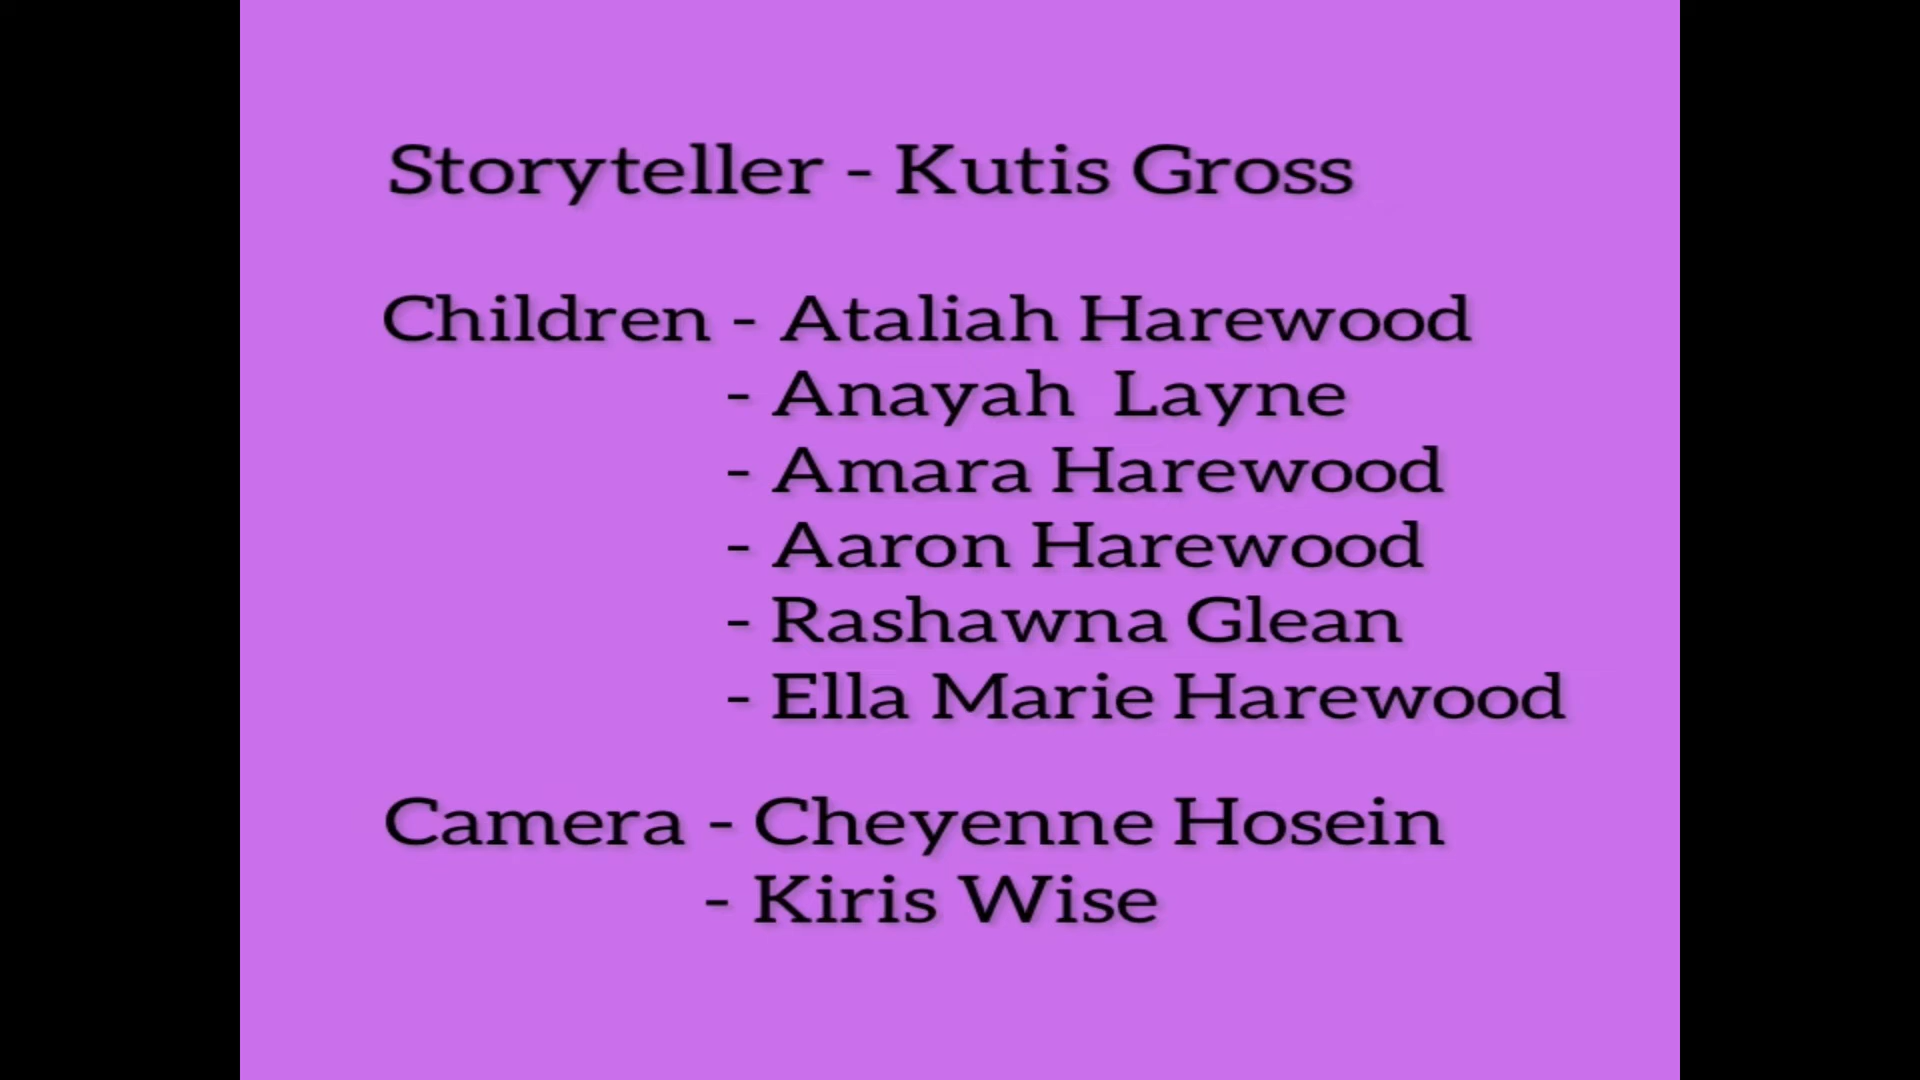 Storyteller - Kutis Gross
Children - Ataliah Harewood
- Anayah  Layne
- Amara Harewood
- Aaron Harewood
- Rashawna Glean
- Ella Marie Harewood
Camera - Cheyenne Hosein
- Kiris Wise